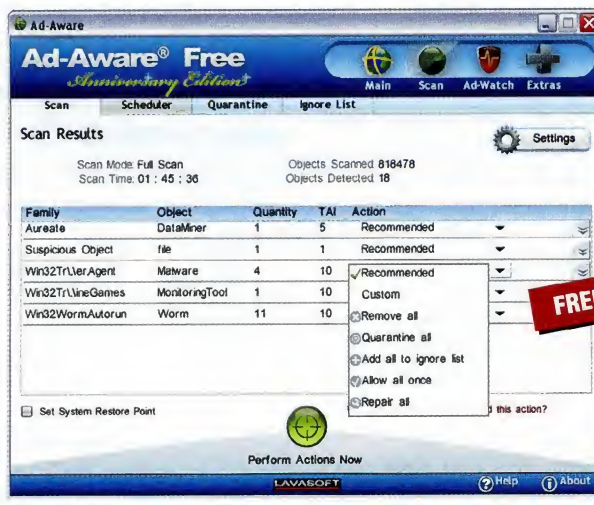 Ad-Aware
Ad-Aware® Free
Anniversary Edition
Main Scan Ad-Watch Extras
Scan Scheduler Quarantine Ignore List
Scan Results
Settings
Scan Mode: Full Scan Objects Scanned: 818478
Scan Time: 01 : 45 : 36 Objects Detected: 18
Family Object Quantity TAI Action
Aureate DataMiner 1 5 Recommended
Suspicious Object file 1 1 Recommended
Win32Tr\.\erAgent Malware 4 10 Recommended
Custom
Win32Tr\.\ineGames MonitoringTool 1 10
Win32WormAutorun Worm 11 10 Remove all
Quarantine all
Add all to ignore list
Allow all once
Repair all
Set System Restore Point this action?
Perform Actions Now
LAVASOFT
Help About